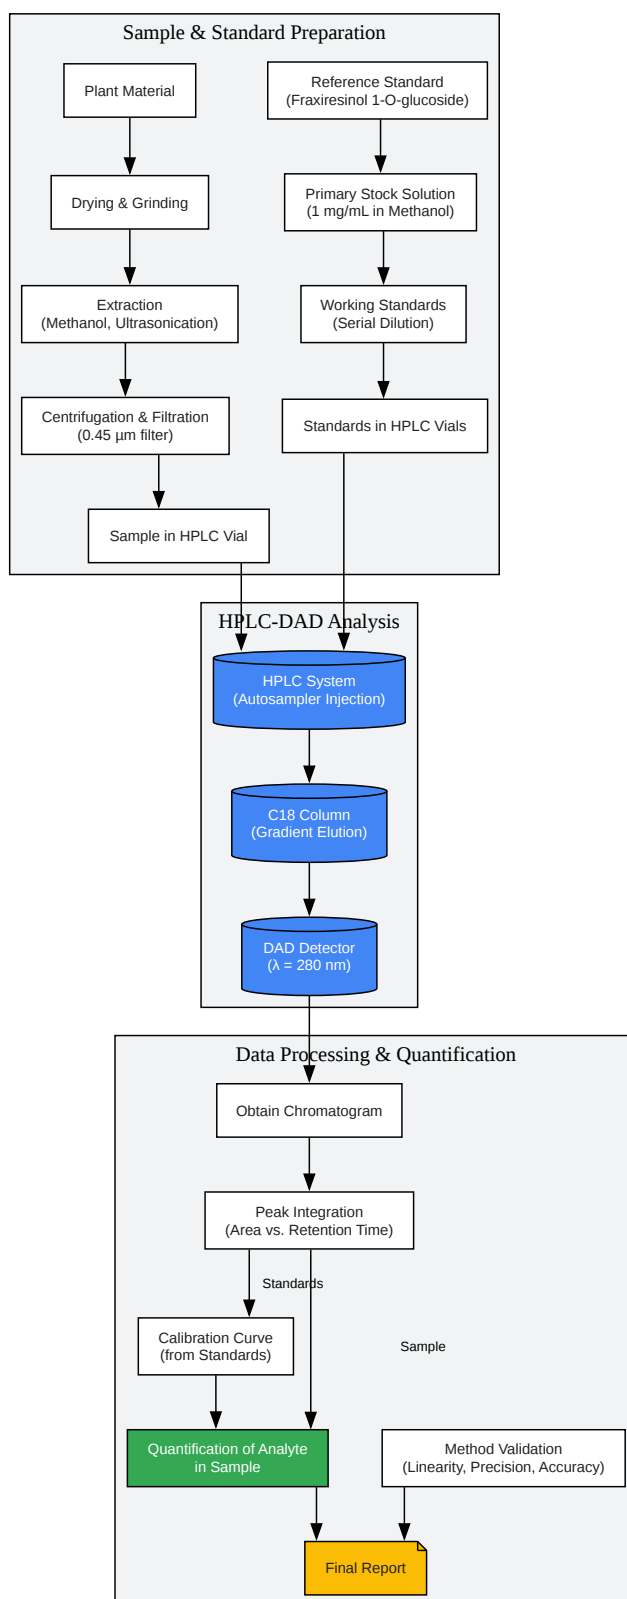 Sample & Standard Preparation
Plant Material
Reference Standard
(Fraxiresinol 1-O-glucoside)
Drying & Grinding
Primary Stock Solution
(1 mg/mL in Methanol)
Extraction
(Methanol, Ultrasonication)
Working Standards
(Serial Dilution)
Centrifugation & Filtration
(0.45 µm filter)
Standards in HPLC Vials
Sample in HPLC Vial
HPLC-DAD Analysis
HPLC System
(Autosampler Injection)
C18 Column
(Gradient Elution)
DAD Detector
(λ = 280 nm)
Data Processing & Quantification
Obtain Chromatogram
Peak Integration
(Area vs. Retention Time)
Standards
Calibration Curve
(from Standards)
Sample
Quantification of Analyte
in Sample
Method Validation
(Linearity, Precision, Accuracy)
Final Report